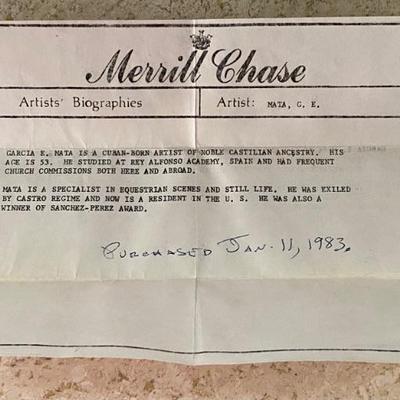 Merrill Chase
Artists' Biographies
Artist: MATA, G. E.
GARCIA E. MATA IS A CUBAN-BORN ARTIST OF NOBLE CASTILIAN ANCESTRY. HIS
AGE IS 53. HE STUDIED AT REY ALFONSO ACADEMY, SPAIN AND HAD FREQUENT
CHURCH COMMISSIONS BOTH HERE AND ABROAD.
MATA IS A SPECIALIST IN EQUESTRIAN SCENES AND STILL LIFE. HE WAS EXILED
BY CASTRO REGIME AND NOW IS A RESIDENT IN THE U. S. HE WAS ALSO A
WINNER OF SANCHEZ-PEREZ AWARD.
PURCHASED JAN. 11, 1983.